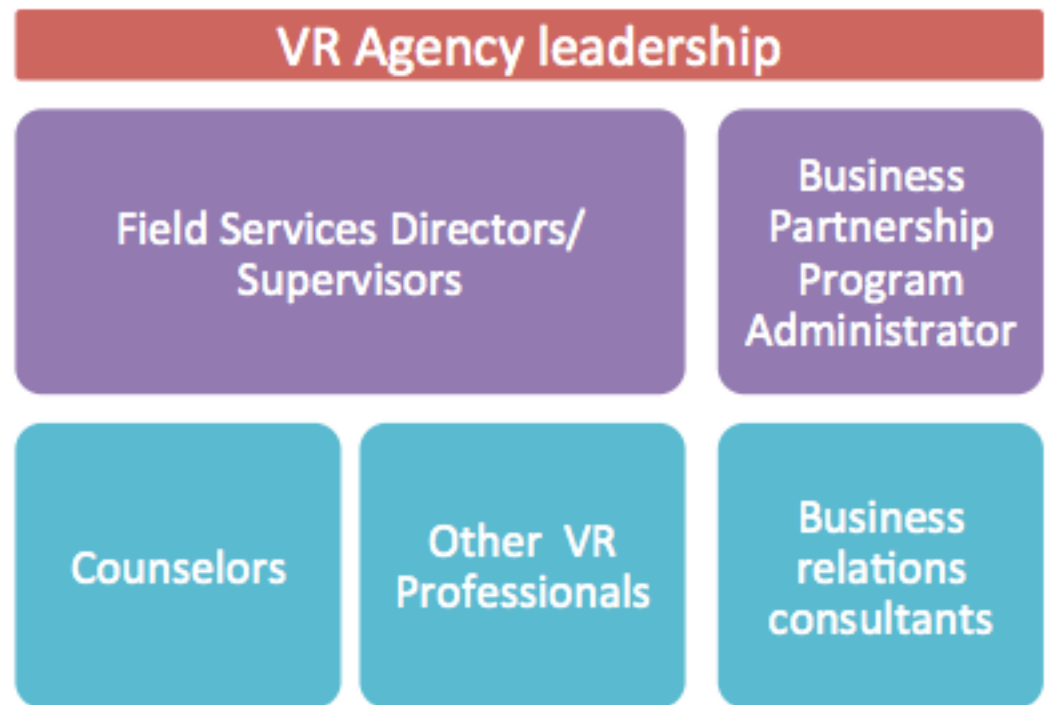 VR Agency leadership
Field Services Directors/
Supervisors
Business
Partnership
Program
Administrator
Counselors
Other VR
Professionals
Business
relations
consultants